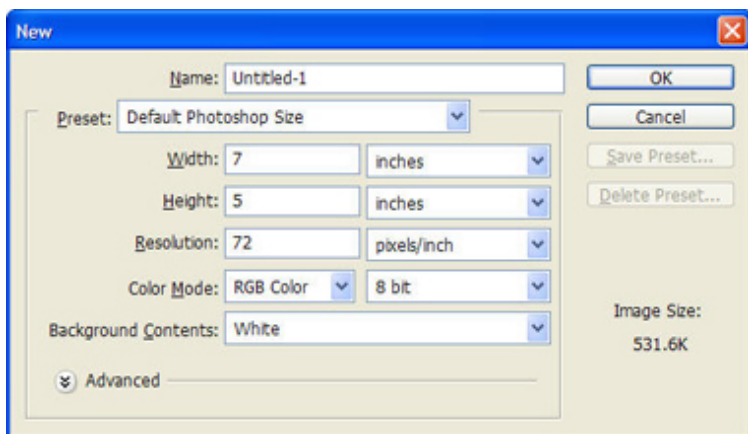 New
Name: Untitled-1
OK
Preset: Default Photoshop Size
Cancel
Width: 7 inches
Save Preset...
Height: 5 inches
Delete Preset...
Resolution: 72 pixels/inch
Color Mode: RGB Color 8 bit
Image Size:
Background Contents: White
531.6K
Advanced